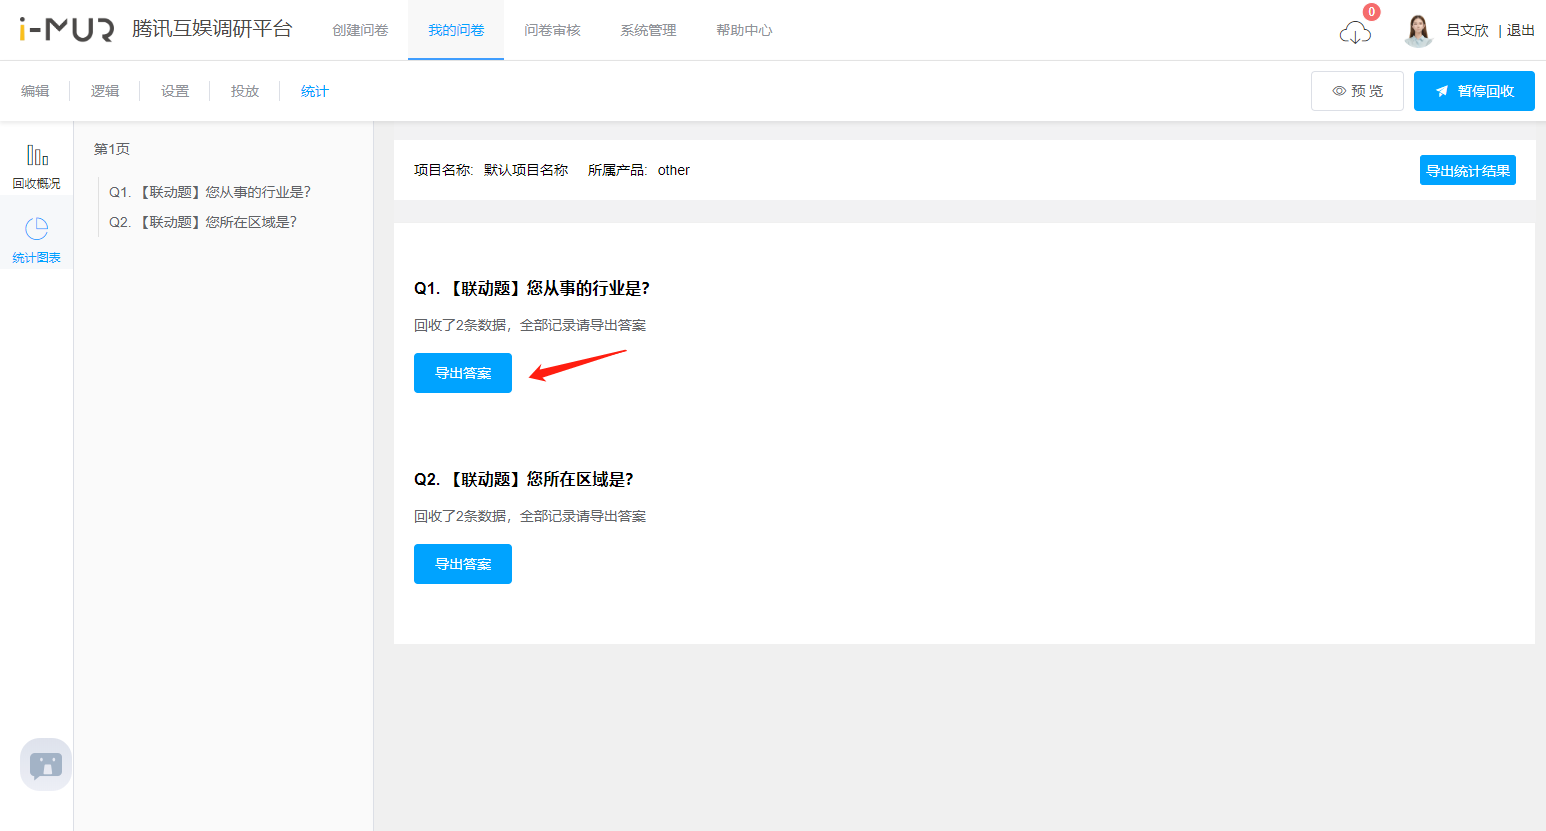 i-MUR 腾讯互娱调研平台 创建问卷 我的问卷 问卷审核 系统管理 帮助中心 0 吕文欣 | 退出
编辑 逻辑 设置 投放 统计 预 览 暂停回收
回收概况
统计图表
第1页
Q1. 【联动题】您从事的行业是?
Q2. 【联动题】您所在区域是?
项目名称: 默认项目名称 所属产品: other 导出统计结果
Q1. 【联动题】您从事的行业是?
回收了2条数据，全部记录请导出答案
导出答案
Q2. 【联动题】您所在区域是?
回收了2条数据，全部记录请导出答案
导出答案